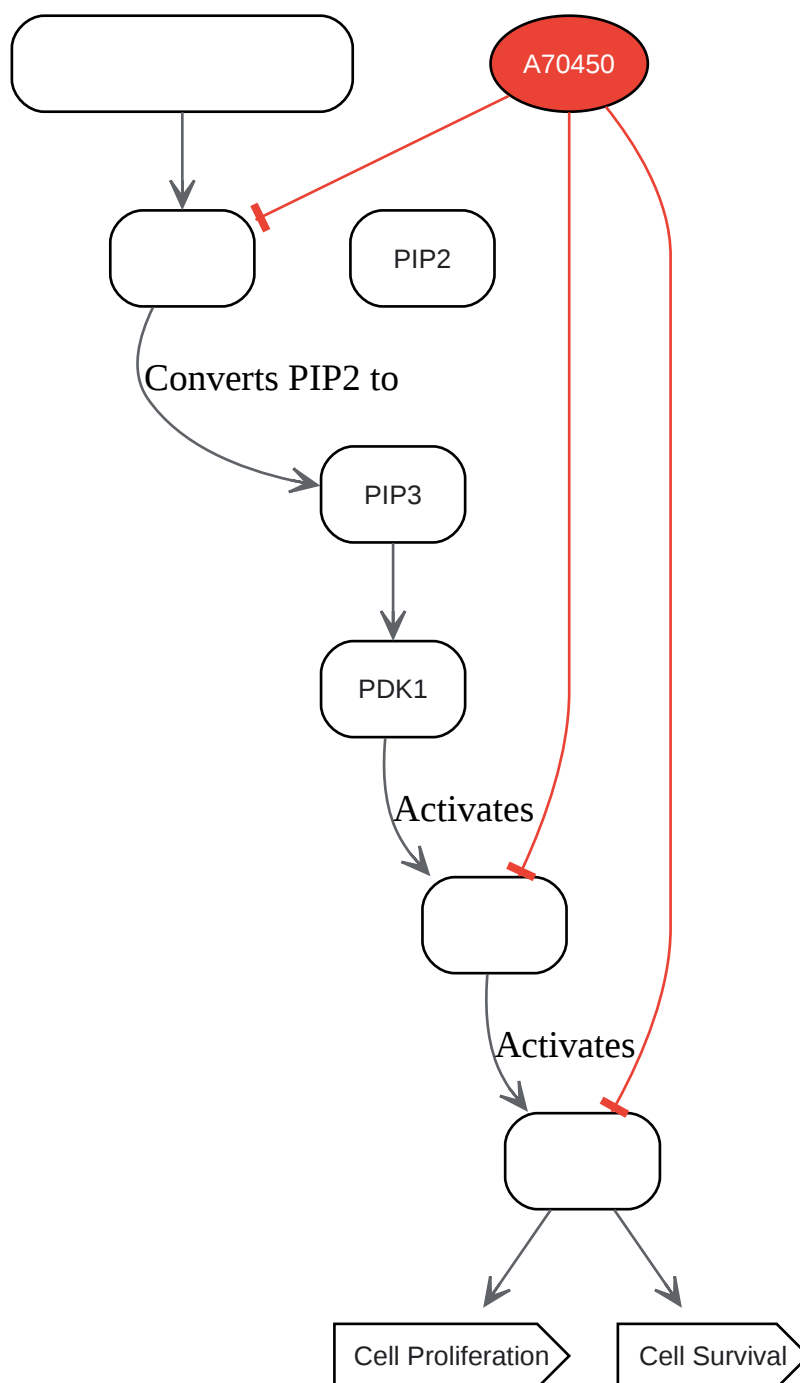 A70450
PIP2
Converts PIP2 to
PIP3
PDK1
Activates
Activates
Cell Proliferation
Cell Survival